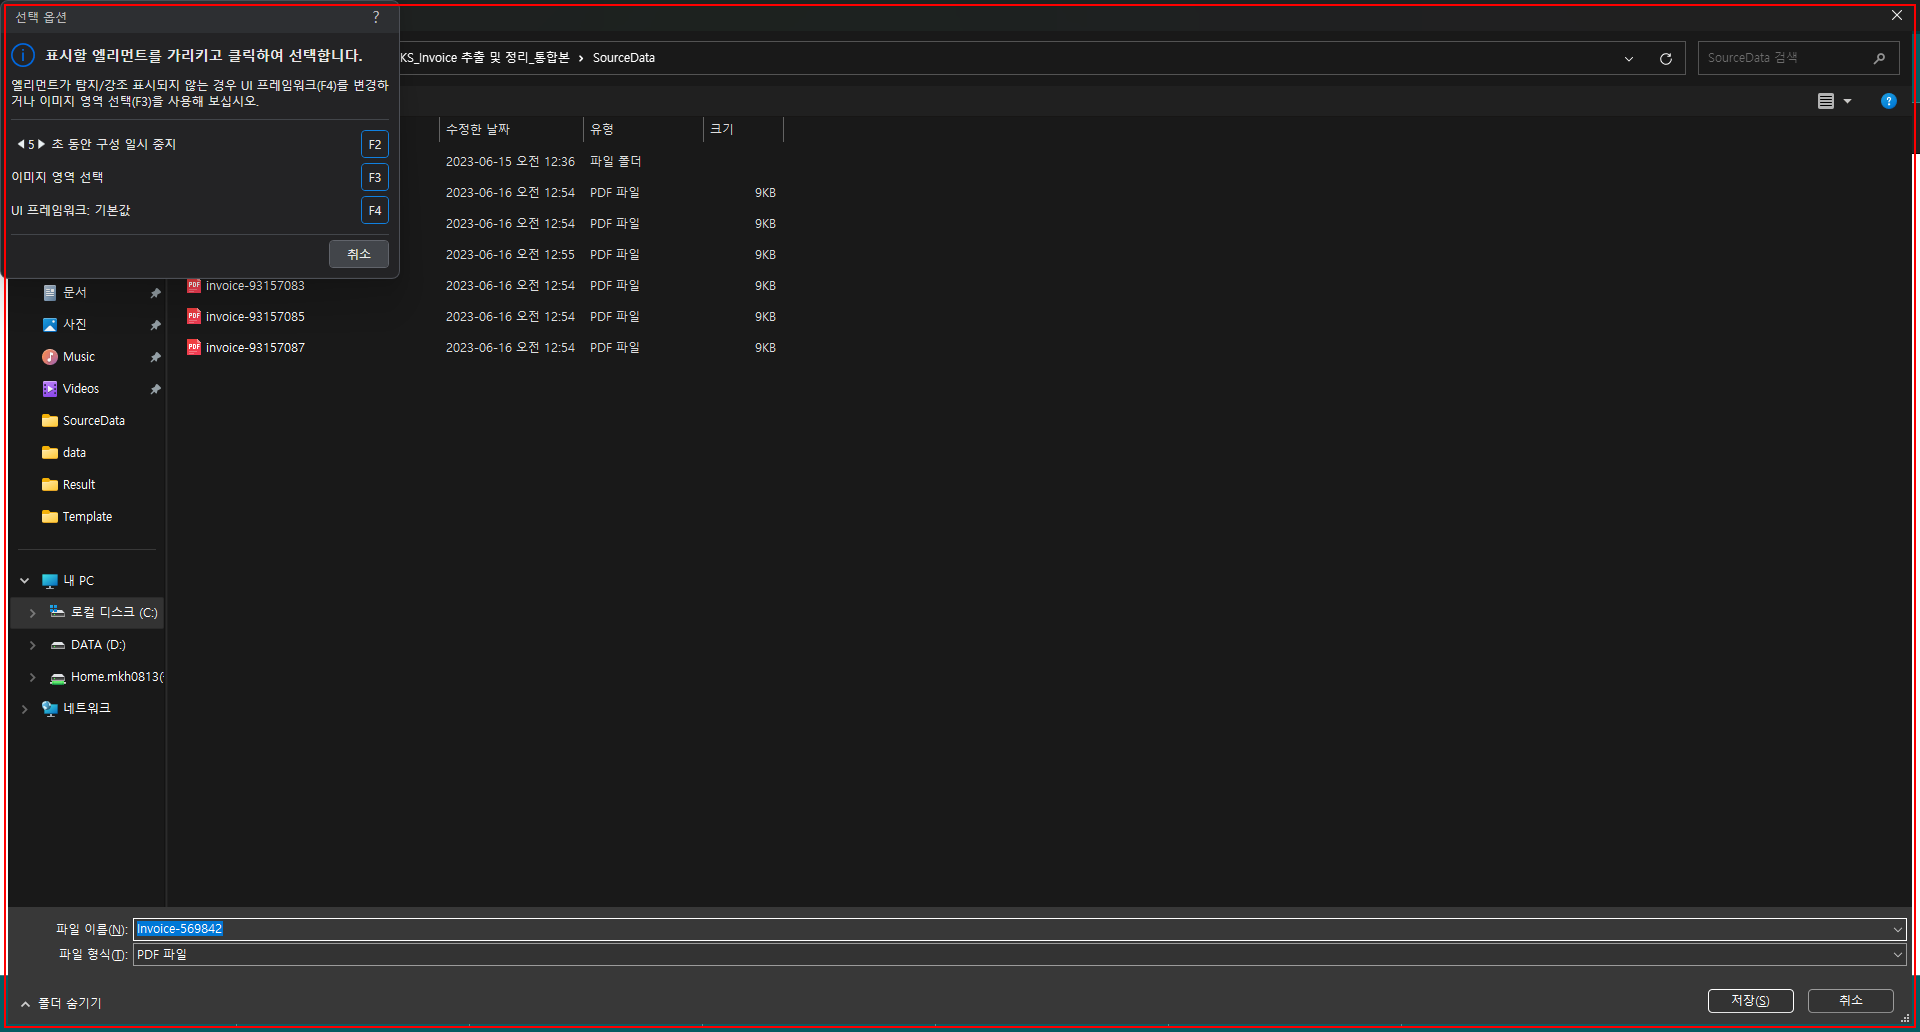 선택 옵션 ?
표시할 엘리먼트를 가리키고 클릭하여 선택합니다.
엘리먼트가 탐지/강조 표시되지 않는 경우 UI 프레임워크(F4)를 변경하
거나 이미지 영역 선택(F3)을 사용해 보십시오.
5 초 동안 구성 일시 중지 F2
이미지 영역 선택 F3
UI 프레임워크: 기본값 F4
취소
KS_Invoice 추출 및 정리_통합본 > SourceData
SourceData 검색
수정한 날짜 유형 크기
2023-06-15 오전 12:36 파일 폴더
2023-06-16 오전 12:54 PDF 파일 9KB
2023-06-16 오전 12:54 PDF 파일 9KB
2023-06-16 오전 12:55 PDF 파일 9KB
invoice-93157083 2023-06-16 오전 12:54 PDF 파일 9KB
invoice-93157085 2023-06-16 오전 12:54 PDF 파일 9KB
invoice-93157087 2023-06-16 오전 12:54 PDF 파일 9KB
문서
사진
Music
Videos
SourceData
data
Result
Template
내 PC
로컬 디스크 (C:)
DATA (D:)
Home.mkh0813(
네트워크
파일 이름(N): Invoice-569842
파일 형식(T): PDF 파일
폴더 숨기기
저장(S) 취소